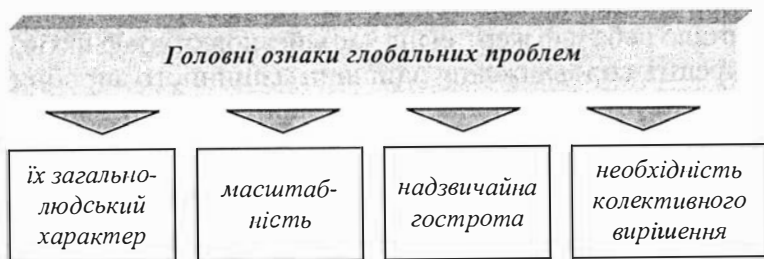 Головні ознаки глобальних проблем
їх загально-
людський
характер
масштаб-
ність
надзвичайна
гострота
необхідність
колективного
вирішення